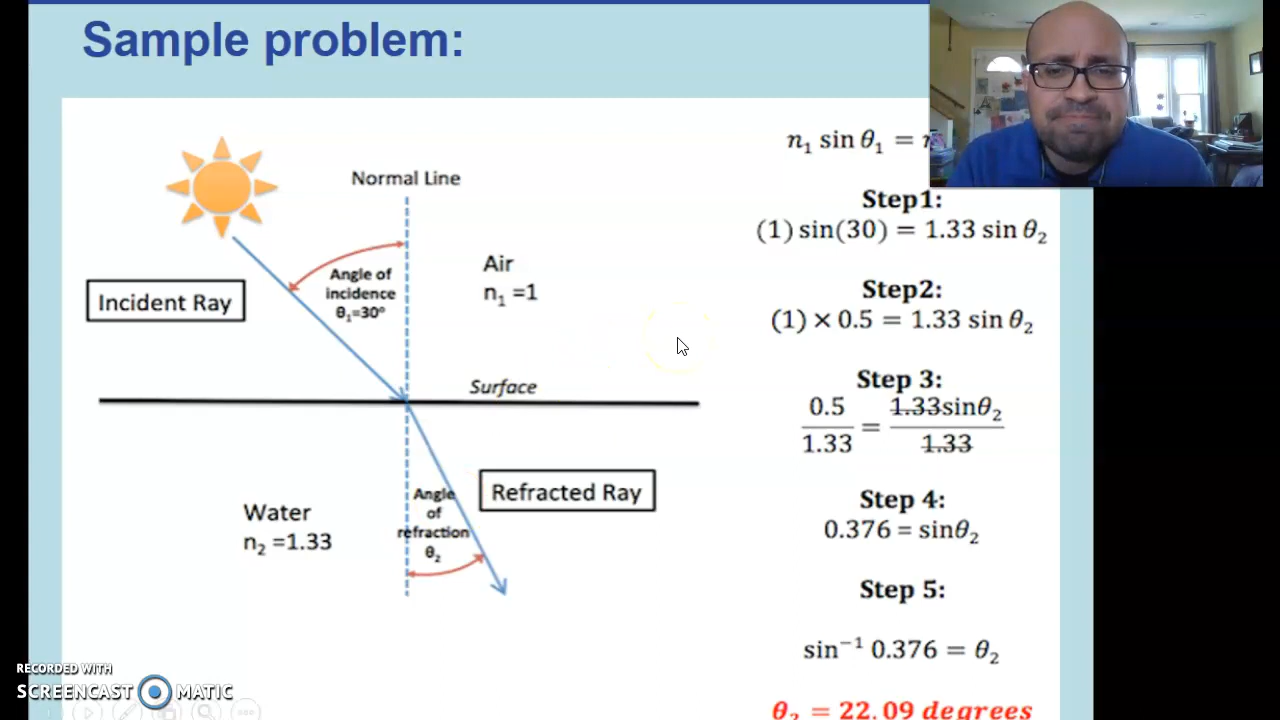 Sample problem:
Normal Line
Angle of
incidence
θ₁=30º
Air
n₁ =1
Incident Ray
Surface
Refracted Ray
Angle
of
refraction
θ₂
Water
n₂ =1.33
n₁ sin θ₁ =
Step1:
(1) sin(30) = 1.33 sin θ₂
Step2:
(1) × 0.5 = 1.33 sin θ₂
Step 3:
0.5/1.33 = 1.33sinθ₂/1.33
Step 4:
0.376 = sinθ₂
Step 5:
sin⁻¹ 0.376 = θ₂
θ₂ = 22.09 degrees
RECORDED WITH
SCREENCAST MATIC